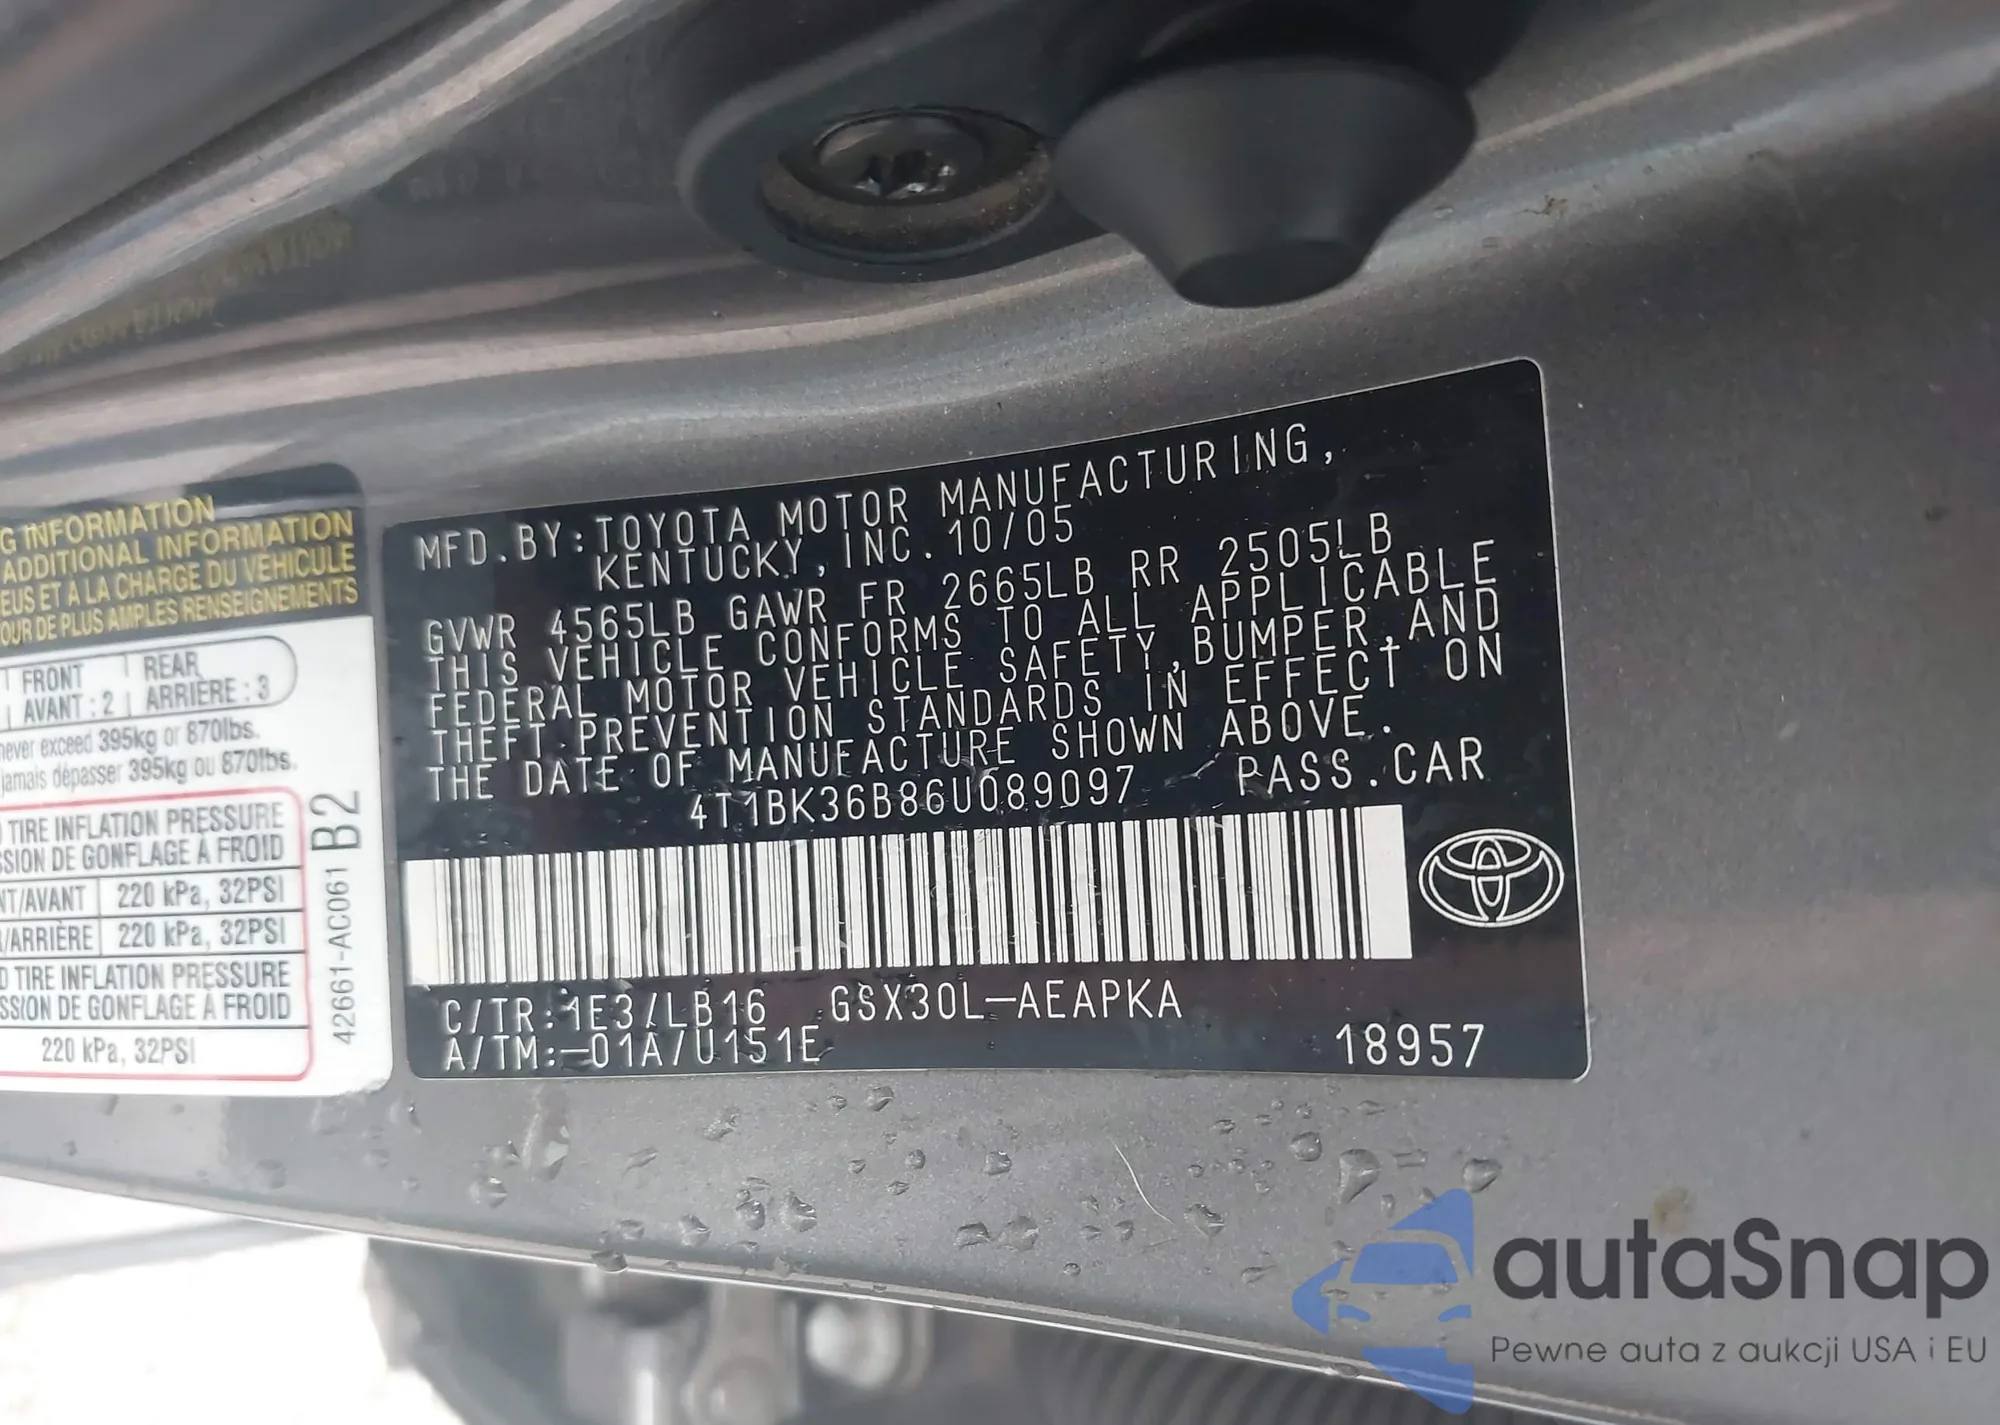 G INFORMATION
ADDITIONAL INFORMATION
EUS ET A LA CHARGE DU VÉHICULE
OUR DE PLUS AMPLES RENSEIGNEMENTS
FRONT REAR
AVANT : 2 ARRIÈRE : 3
never exceed 395kg or 870lbs.
jamais dépasser 395kg ou 870lbs.
TIRE INFLATION PRESSURE
SSION DE GONFLAGE À FROID
NT/AVANT 220 kPa, 32PSI
/ARRIÈRE 220 kPa, 32PSI
D TIRE INFLATION PRESSURE
SSION DE GONFLAGE À FROID
220 kPa, 32PSI
42661-AC061 B2
MFD.BY:TOYOTA MOTOR MANUFACTURING,
KENTUCKY,INC.10/05
GVWR 4565LB GAWR FR 2665LB RR 2505LB
THIS VEHICLE CONFORMS TO ALL APPLICABLE
FEDERAL MOTOR VEHICLE SAFETY,BUMPER,AND
THEFT PREVENTION STANDARDS IN EFFECT ON
THE DATE OF MANUFACTURE SHOWN ABOVE.
4T1BK36B86U089097 PASS.CAR
C/TR:1E3/LB16 GSX30L-AEAPKA
A/TM:-01A/U151E 18957
autaSnap
Pewne auta z aukcji USA i EU